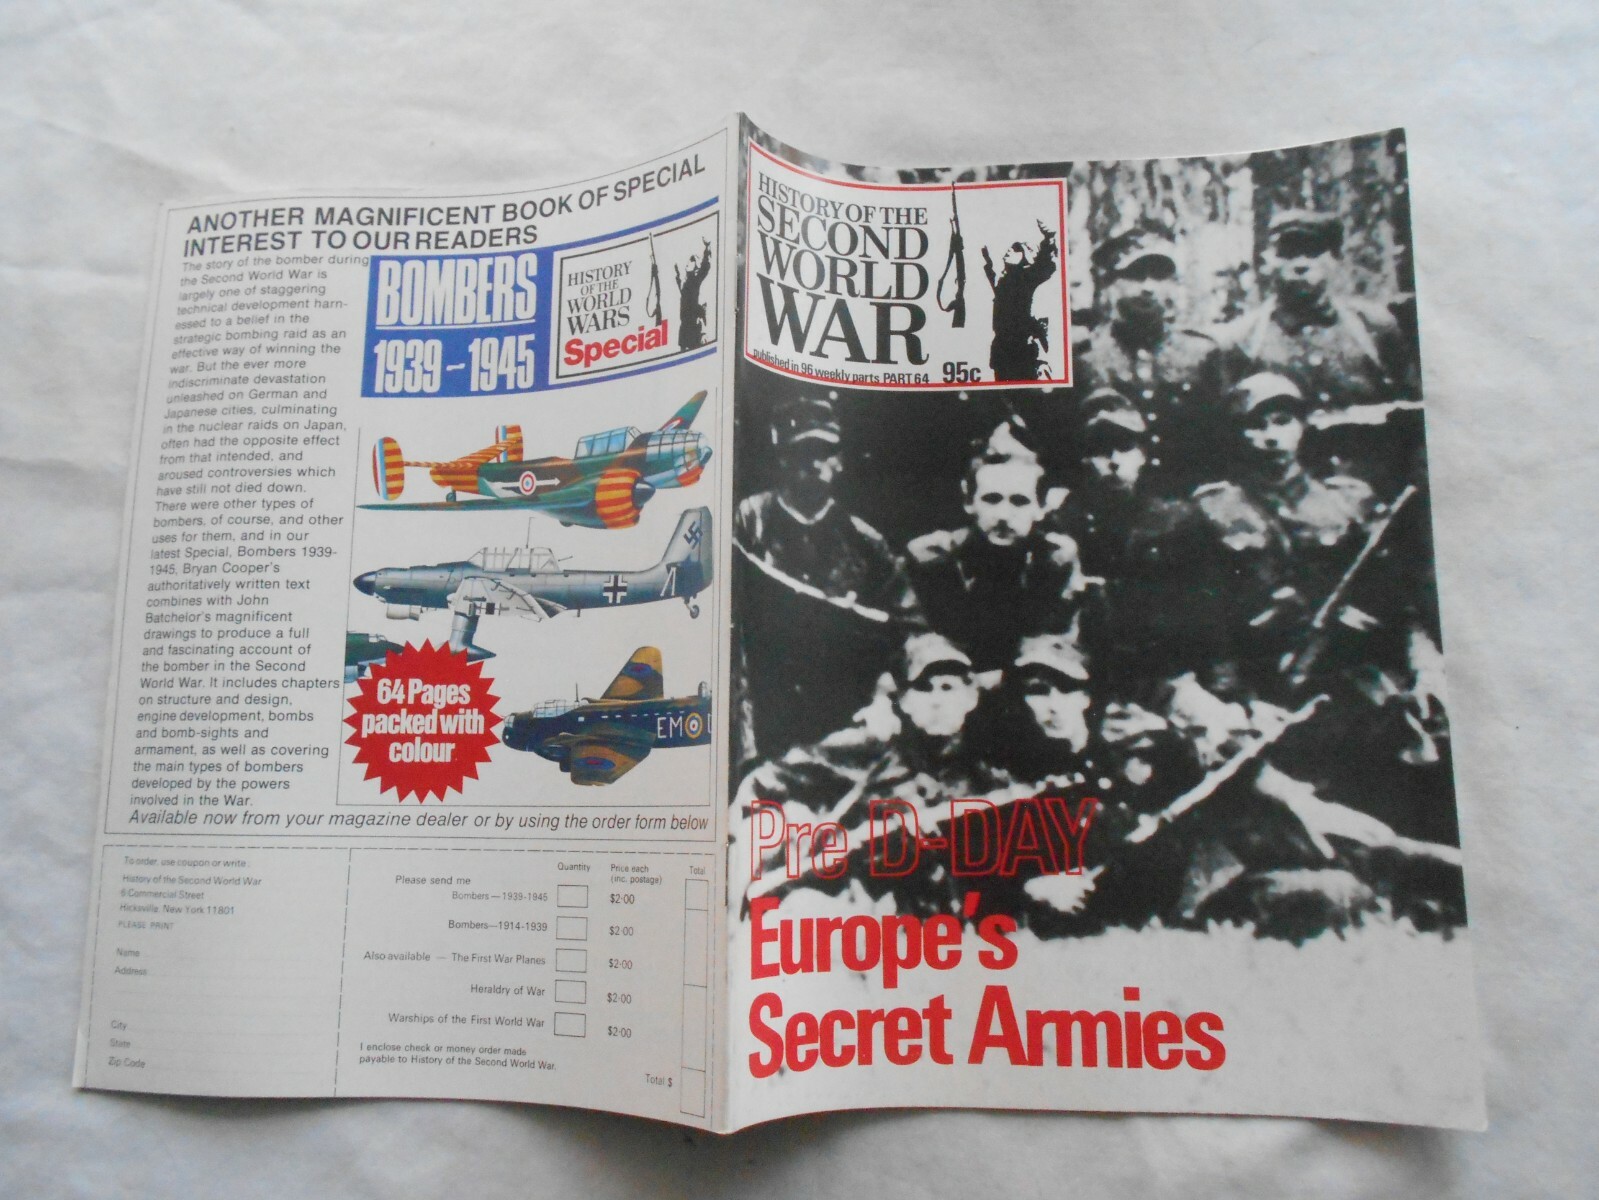 ANOTHER MAGNIFICENT BOOK OF SPECIAL
INTEREST TO OUR READERS
The story of the bomber during
the Second World War is
largely one of staggering
technical development harn-
essed to a belief in the
strategic bombing raid as an
effective way of winning the
war. But the ever more
indiscriminate devastation
unleashed on German and
Japanese cities, culminating
in the nuclear raids on Japan,
often had the opposite effect
from that intended, and
aroused controversies which
have still not died down.
There were other types of
bombers, of course, and other
uses for them, and in our
latest Special, Bombers 1939-
1945, Bryan Cooper's
authoritatively written text
combines with John
Batchelor's magnificent
drawings to produce a full
and fascinating account of
the bomber in the Second
World War. It includes chapters
on structure and design,
engine development, bombs
and bomb-sights and
armament, as well as covering
the main types of bombers
developed by the powers
involved in the War.
BOMBERS
1939-1945
HISTORY
OF THE
WORLD
WARS
Special
EM
64 Pages
packed with
colour
Available now from your magazine dealer or by using the order form below
To order, use coupon or write:
History of the Second World War
6 Commercial Street
Hicksville, New York 11801
PLEASE PRINT
Name
Address
City
State
Zip Code
Quantity
Price each
(inc. postage)
Total
Please send me
Bombers — 1939-1945
$2·00
Bombers—1914-1939
$2·00
Also available — The First War Planes
$2·00
Heraldry of War
$2·00
Warships of the First World War
$2·00
I enclose check or money order made
payable to History of the Second World War.
Total $
HISTORY OF THE
SECOND
WORLD
WAR
published in 96 weekly parts PART 64 95c
Pre D-DAY
Europe's
Secret Armies